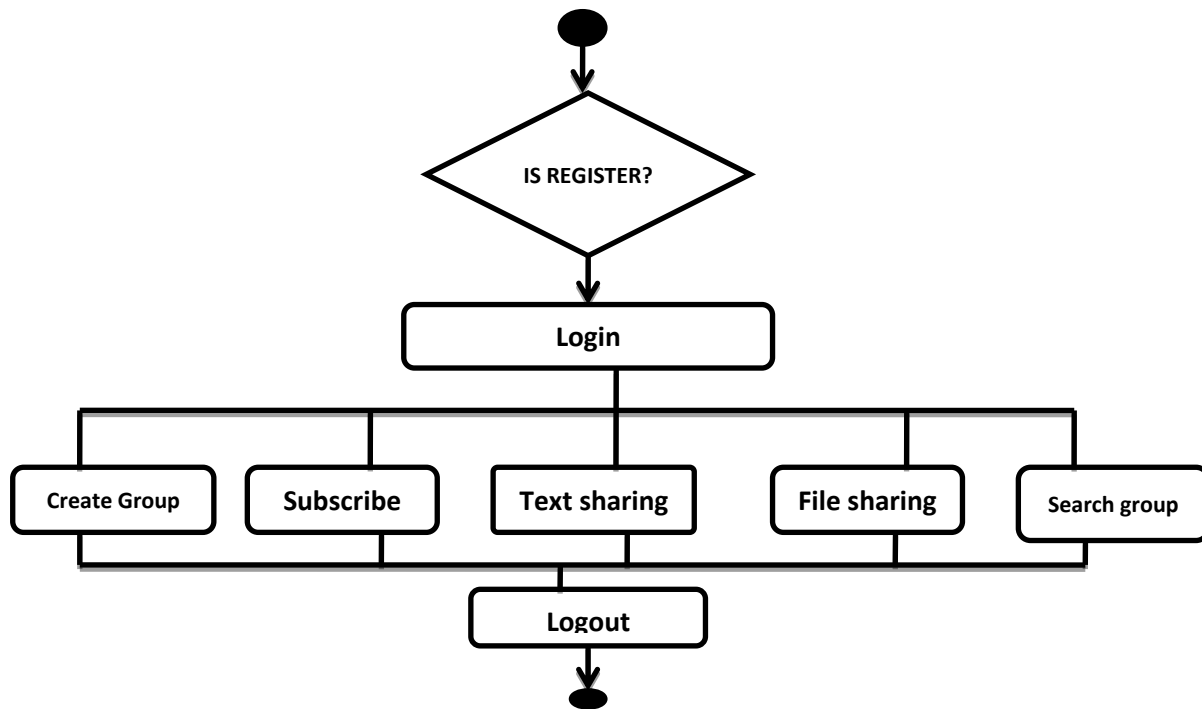 IS REGISTER?
Login
Create Group
Subscribe
Text sharing
File sharing
Search group
Logout